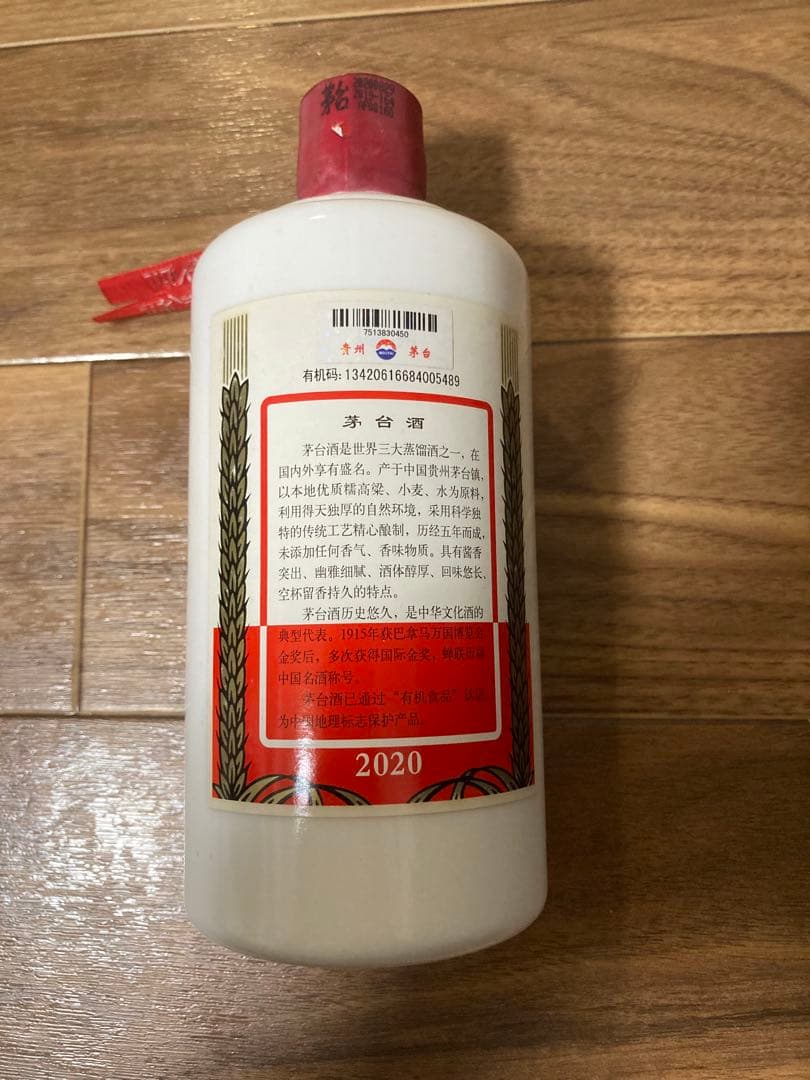 茅台
7513830450
贵州 茅台
有机码:13420616684005489
茅台酒
茅台酒是世界三大蒸馏酒之一，在
国内外享有盛名。产于中国贵州茅台镇，
以本地优质糯高粱、小麦、水为原料，
利用得天独厚的自然环境，采用科学独
特的传统工艺精心酿制，历经五年而成，
未添加任何香气、香味物质。具有酱香
突出、幽雅细腻、酒体醇厚、回味悠长、
空杯留香持久的特点。
茅台酒历史悠久，是中华文化酒的
典型代表。1915年获巴拿马万国博览会
金奖后，多次获得国际金奖，蝉联历届
中国名酒称号。
茅台酒已通过“有机食品”认证
为中国地理标志保护产品。
2020